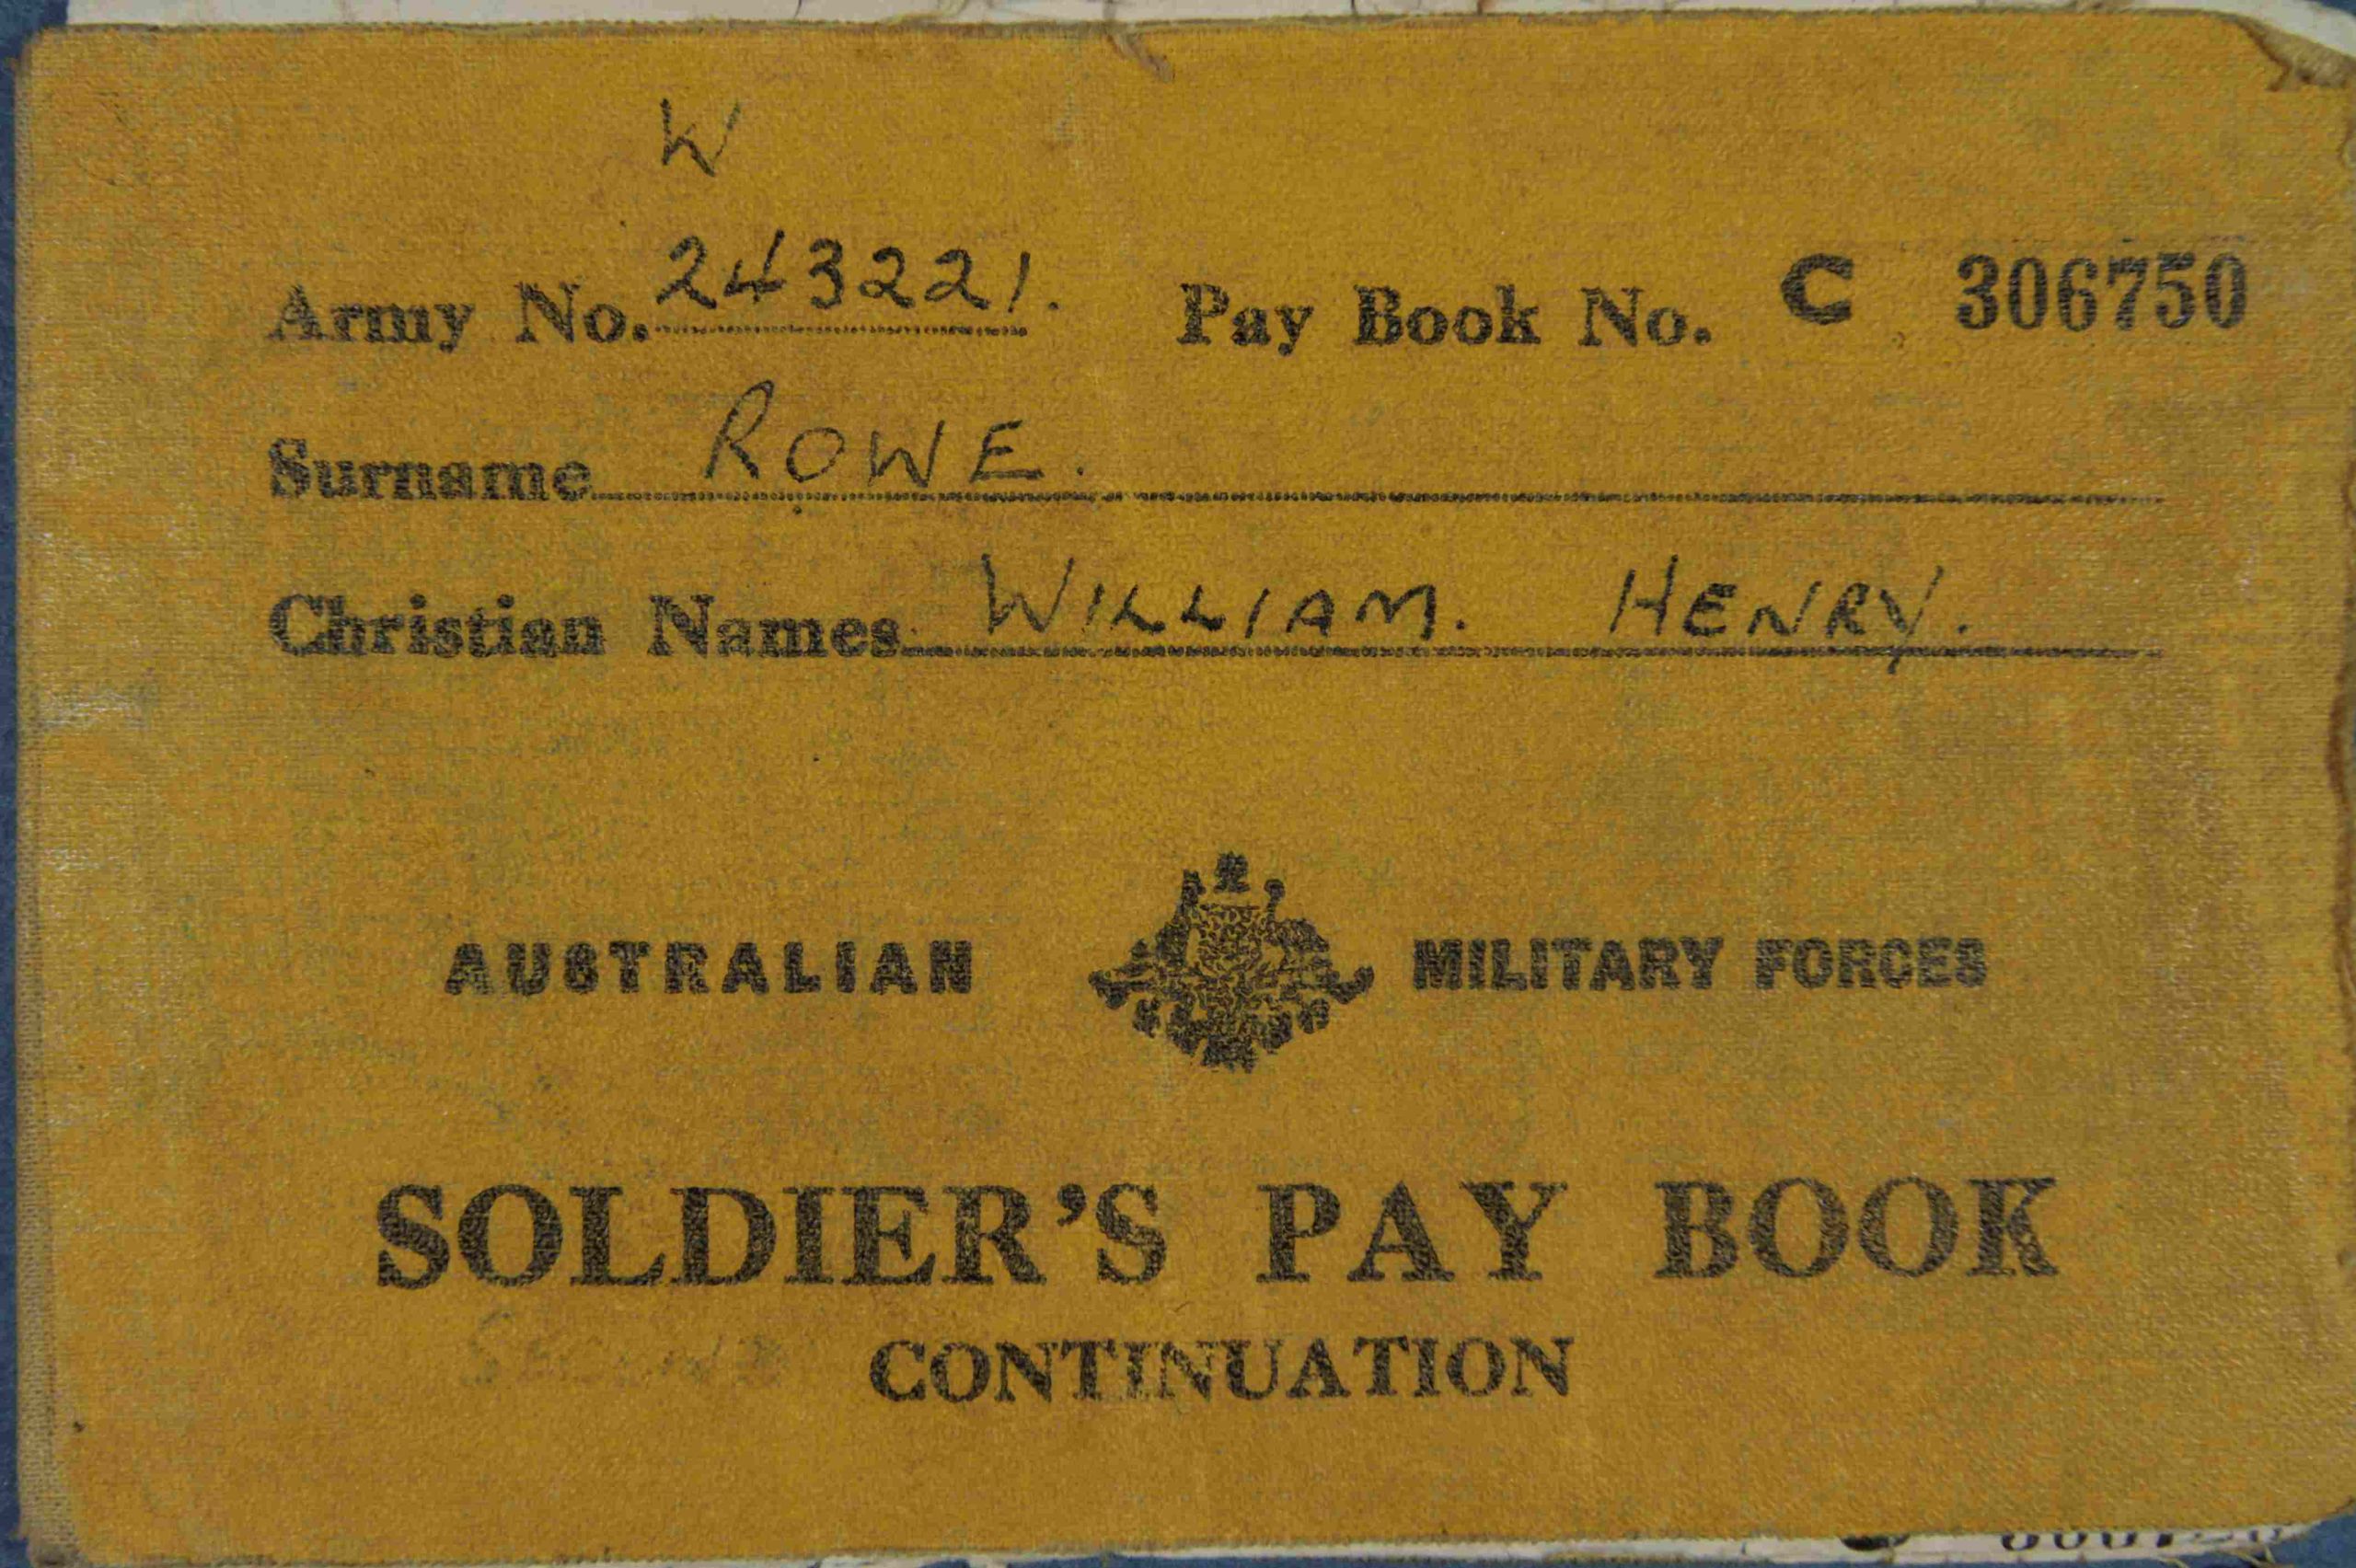 W
Army No. 243221. Pay Book No. C 306750
Surname ROWE.
Christian Names WILLIAM. HENRY.
AUSTRALIAN MILITARY FORCES
SOLDIER'S PAY BOOK
CONTINUATION